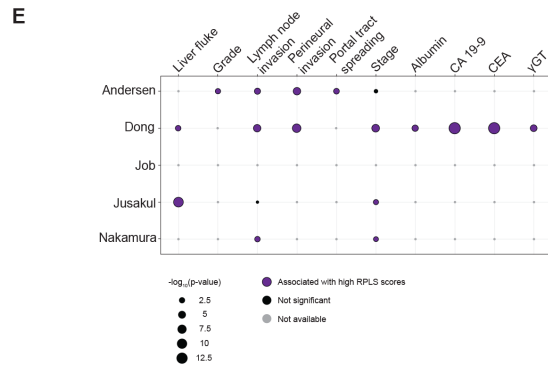 E
Liver fluke
Grade
Lymph node
invasion
Perineural
invasion
Portal tract
spreading
Stage
Albumin
CA 19-9
CEA
γGT
Andersen
Dong
Job
Jusakul
Nakamura
-log₁₀(p-value)
2.5
5
7.5
10
12.5
Associated with high RPLS scores
Not significant
Not available